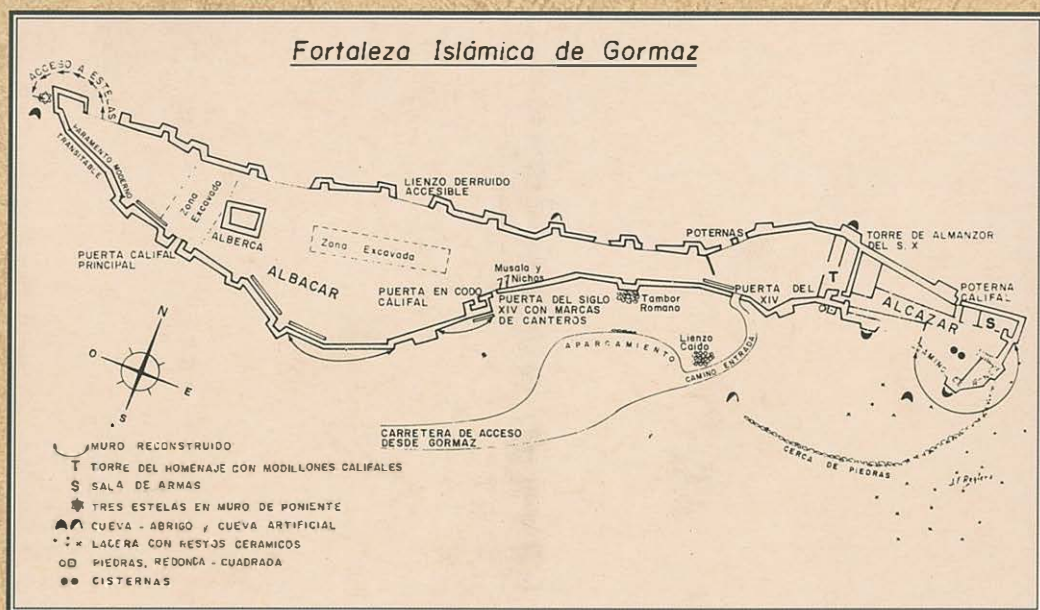 Fortaleza Islámica de Gormaz
ACCESO A ESTELAS
PARAMENTO MODERNO
TRANSITABLE
Zona
Excavada
ALBERCA
LIENZO DERRUIDO
ACCESIBLE
Zona Excavada
PUERTA CALIFAL
PRINCIPAL
ALBACAR
PUERTA EN CODO
CALIFAL
Musala y
Nichos
PUERTA DEL SIGLO
XIV CON MARCAS
DE CANTEROS
Tambor
Romano
POTERNAS
PUERTA DEL
XIV
T
TORRE DE ALMANZOR
DEL S. X
POTERNA
CALIFAL
ALCAZAR
S
APARCAMIENTO
Lienzo
Caido
CAMINO ENTRADA
CARRETERA DE ACCESO
DESDE GORMAZ
CERCA DE PIEDRAS
N
O
E
S
MURO RECONSTRUIDO
T TORRE DEL HOMENAJE CON MODILLONES CALIFALES
S SALA DE ARMAS
TRES ESTELAS EN MURO DE PONIENTE
CUEVA - ABRIGO y CUEVA ARTIFICIAL
LADERA CON RESTOS CERAMICOS
PIEDRAS, REDONDA - CUADRADA
CISTERNAS